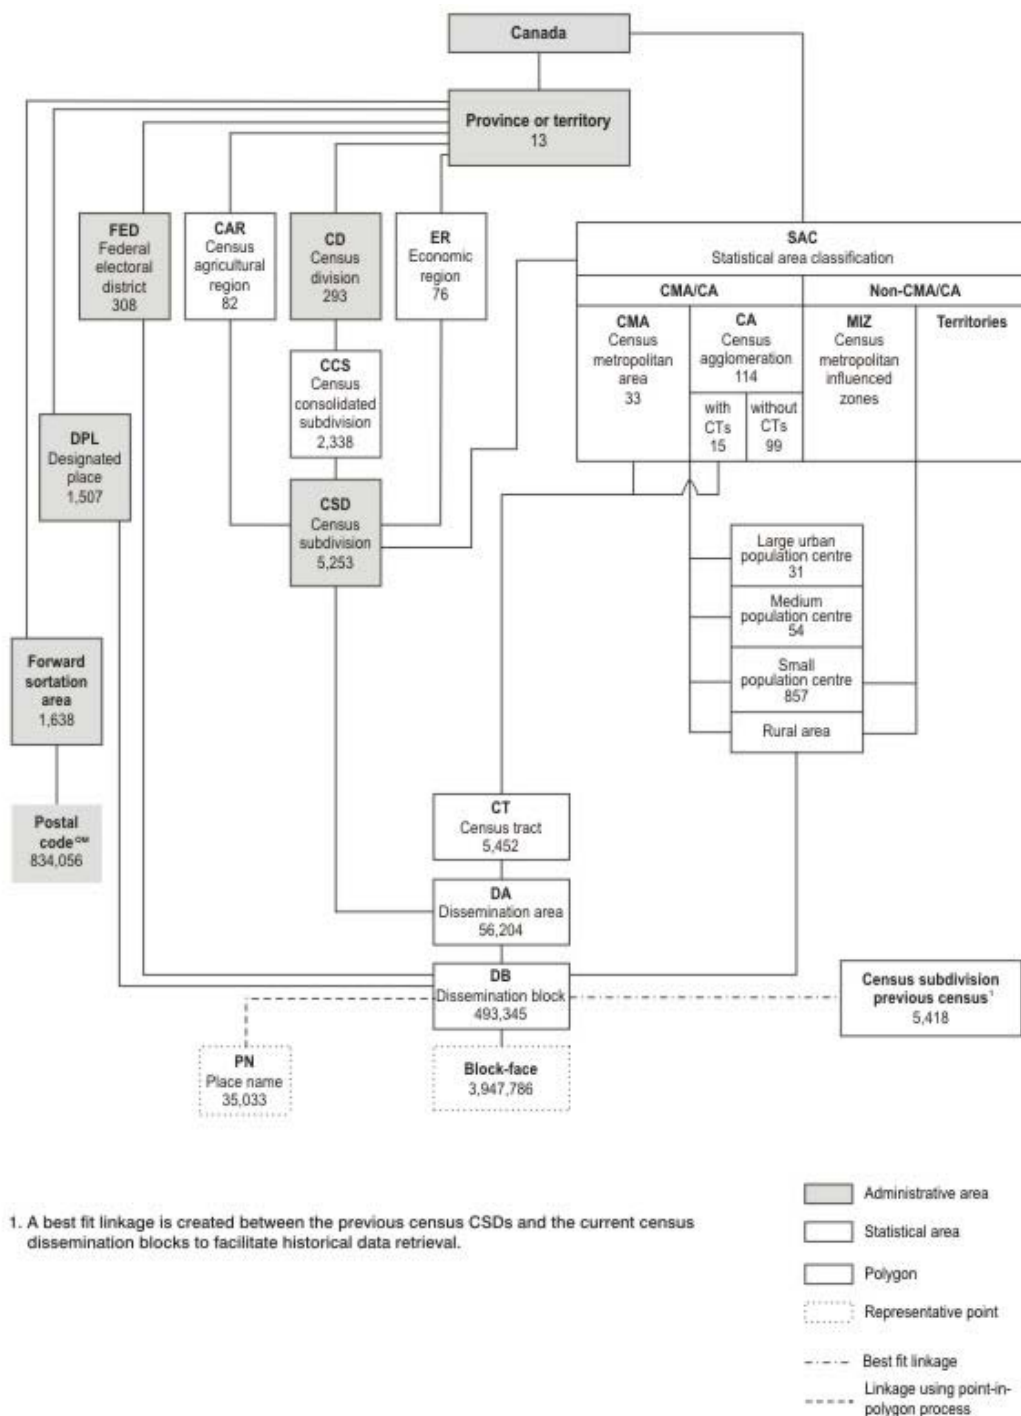 Canada
Province or territory
13
FED
Federal
electoral
district
308
CAR
Census
agricultural
region
82
CD
Census
division
293
ER
Economic
region
76
SAC
Statistical area classification
CMA/CA
Non-CMA/CA
CMA
Census
metropolitan
area
33
CA
Census
agglomeration
114
with
CTs
15
without
CTs
99
MIZ
Census
metropolitan
influenced
zones
Territories
CCS
Census
consolidated
subdivision
2,338
DPL
Designated
place
1,507
CSD
Census
subdivision
5,253
Large urban
population centre
31
Medium
population centre
54
Small
population centre
857
Rural area
Forward
sortation
area
1,638
Postal
code OM
834,056
CT
Census tract
5,452
DA
Dissemination area
56,204
DB
Dissemination block
493,345
Census subdivision
previous census¹
5,418
PN
Place name
35,033
Block-face
3,947,786
1. A best fit linkage is created between the previous census CSDs and the current census
dissemination blocks to facilitate historical data retrieval.
Administrative area
Statistical area
Polygon
Representative point
Best fit linkage
Linkage using point-in-
polygon process